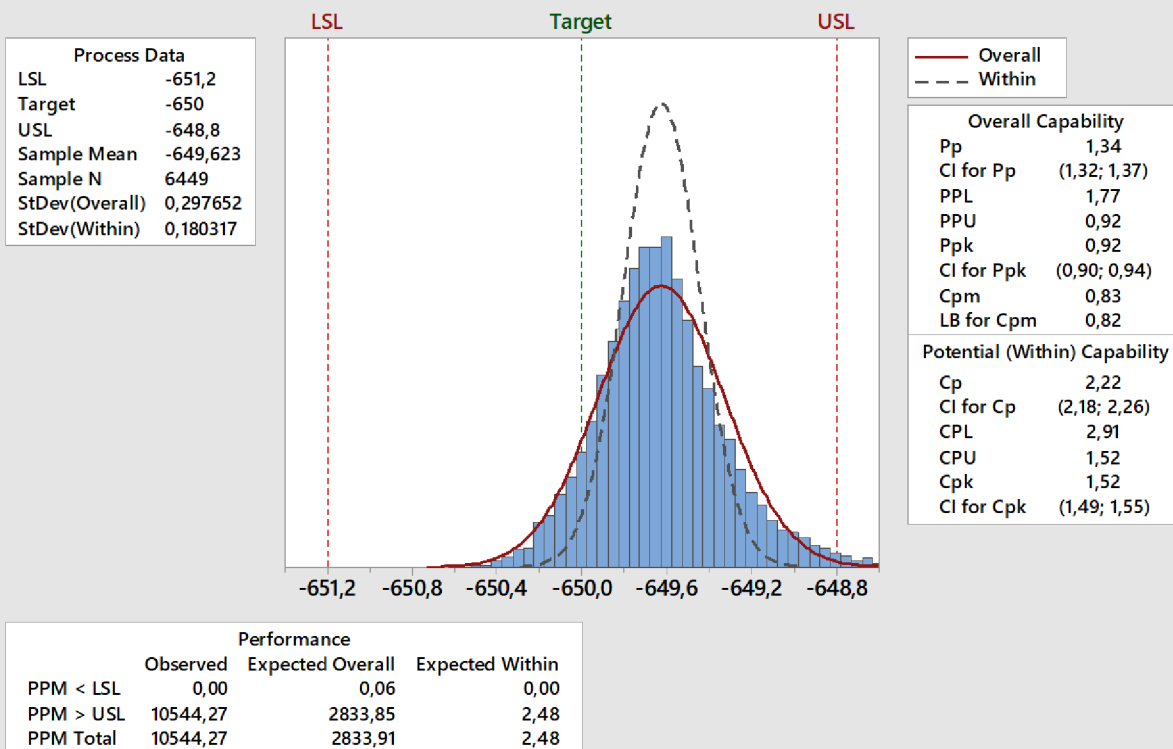 LSL Target USL
Process Data
LSL -651,2
Target -650
USL -648,8
Sample Mean -649,623
Sample N 6449
StDev(Overall) 0,297652
StDev(Within) 0,180317
Overall
Within
Overall Capability
Pp 1,34
CI for Pp (1,32; 1,37)
PPL 1,77
PPU 0,92
Ppk 0,92
CI for Ppk (0,90; 0,94)
Cpm 0,83
LB for Cpm 0,82
Potential (Within) Capability
Cp 2,22
CI for Cp (2,18; 2,26)
CPL 2,91
CPU 1,52
Cpk 1,52
CI for Cpk (1,49; 1,55)
-651,2 -650,8 -650,4 -650,0 -649,6 -649,2 -648,8
Performance
Observed Expected Overall Expected Within
PPM < LSL 0,00 0,06 0,00
PPM > USL 10544,27 2833,85 2,48
PPM Total 10544,27 2833,91 2,48